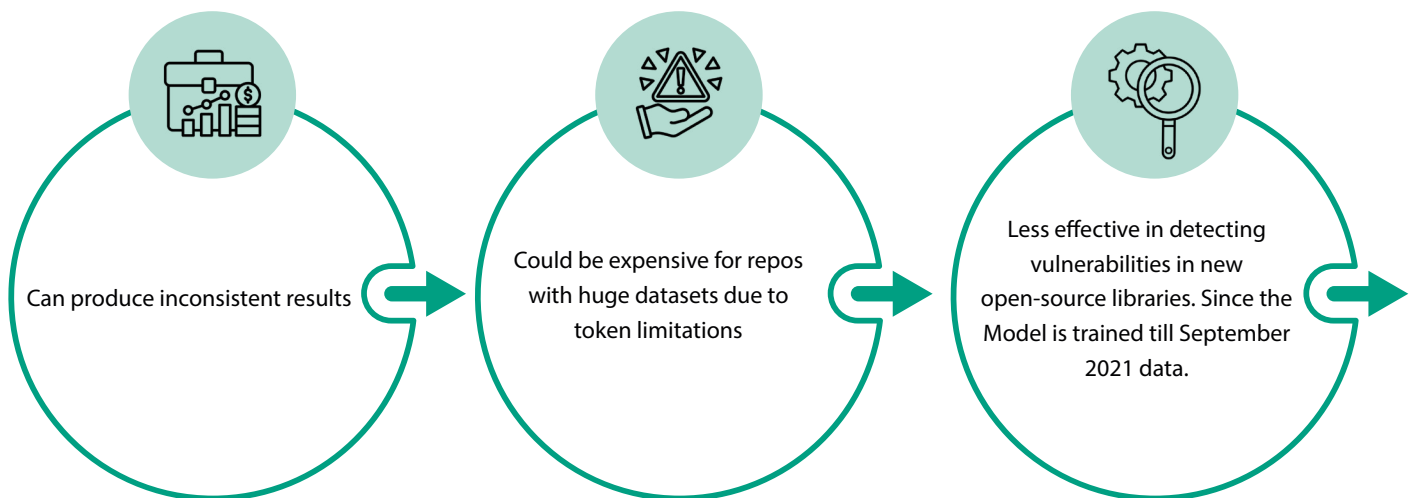 Can produce inconsistent results
Could be expensive for repos
with huge datasets due to
token limitations
Less effective in detecting
vulnerabilities in new
open-source libraries. Since the
Model is trained till September
2021 data.